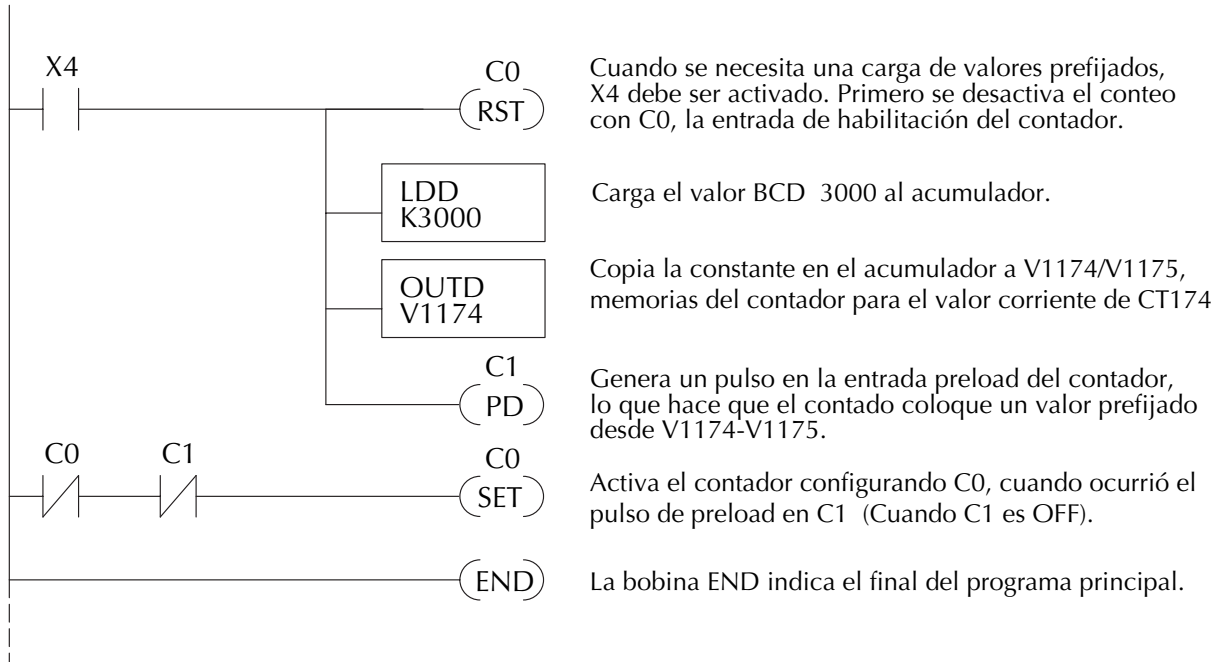 X4
C0
RST
Cuando se necesita una carga de valores prefijados,
X4 debe ser activado. Primero se desactiva el conteo
con C0, la entrada de habilitación del contador.
LDD
K3000
Carga el valor BCD 3000 al acumulador.
OUTD
V1174
Copia la constante en el acumulador a V1174/V1175,
memorias del contador para el valor corriente de CT174
C1
PD
Genera un pulso en la entrada preload del contador,
lo que hace que el contado coloque un valor prefijado
desde V1174-V1175.
C0
C1
C0
SET
Activa el contador configurando C0, cuando ocurrió el
pulso de preload en C1 (Cuando C1 es OFF).
END
La bobina END indica el final del programa principal.